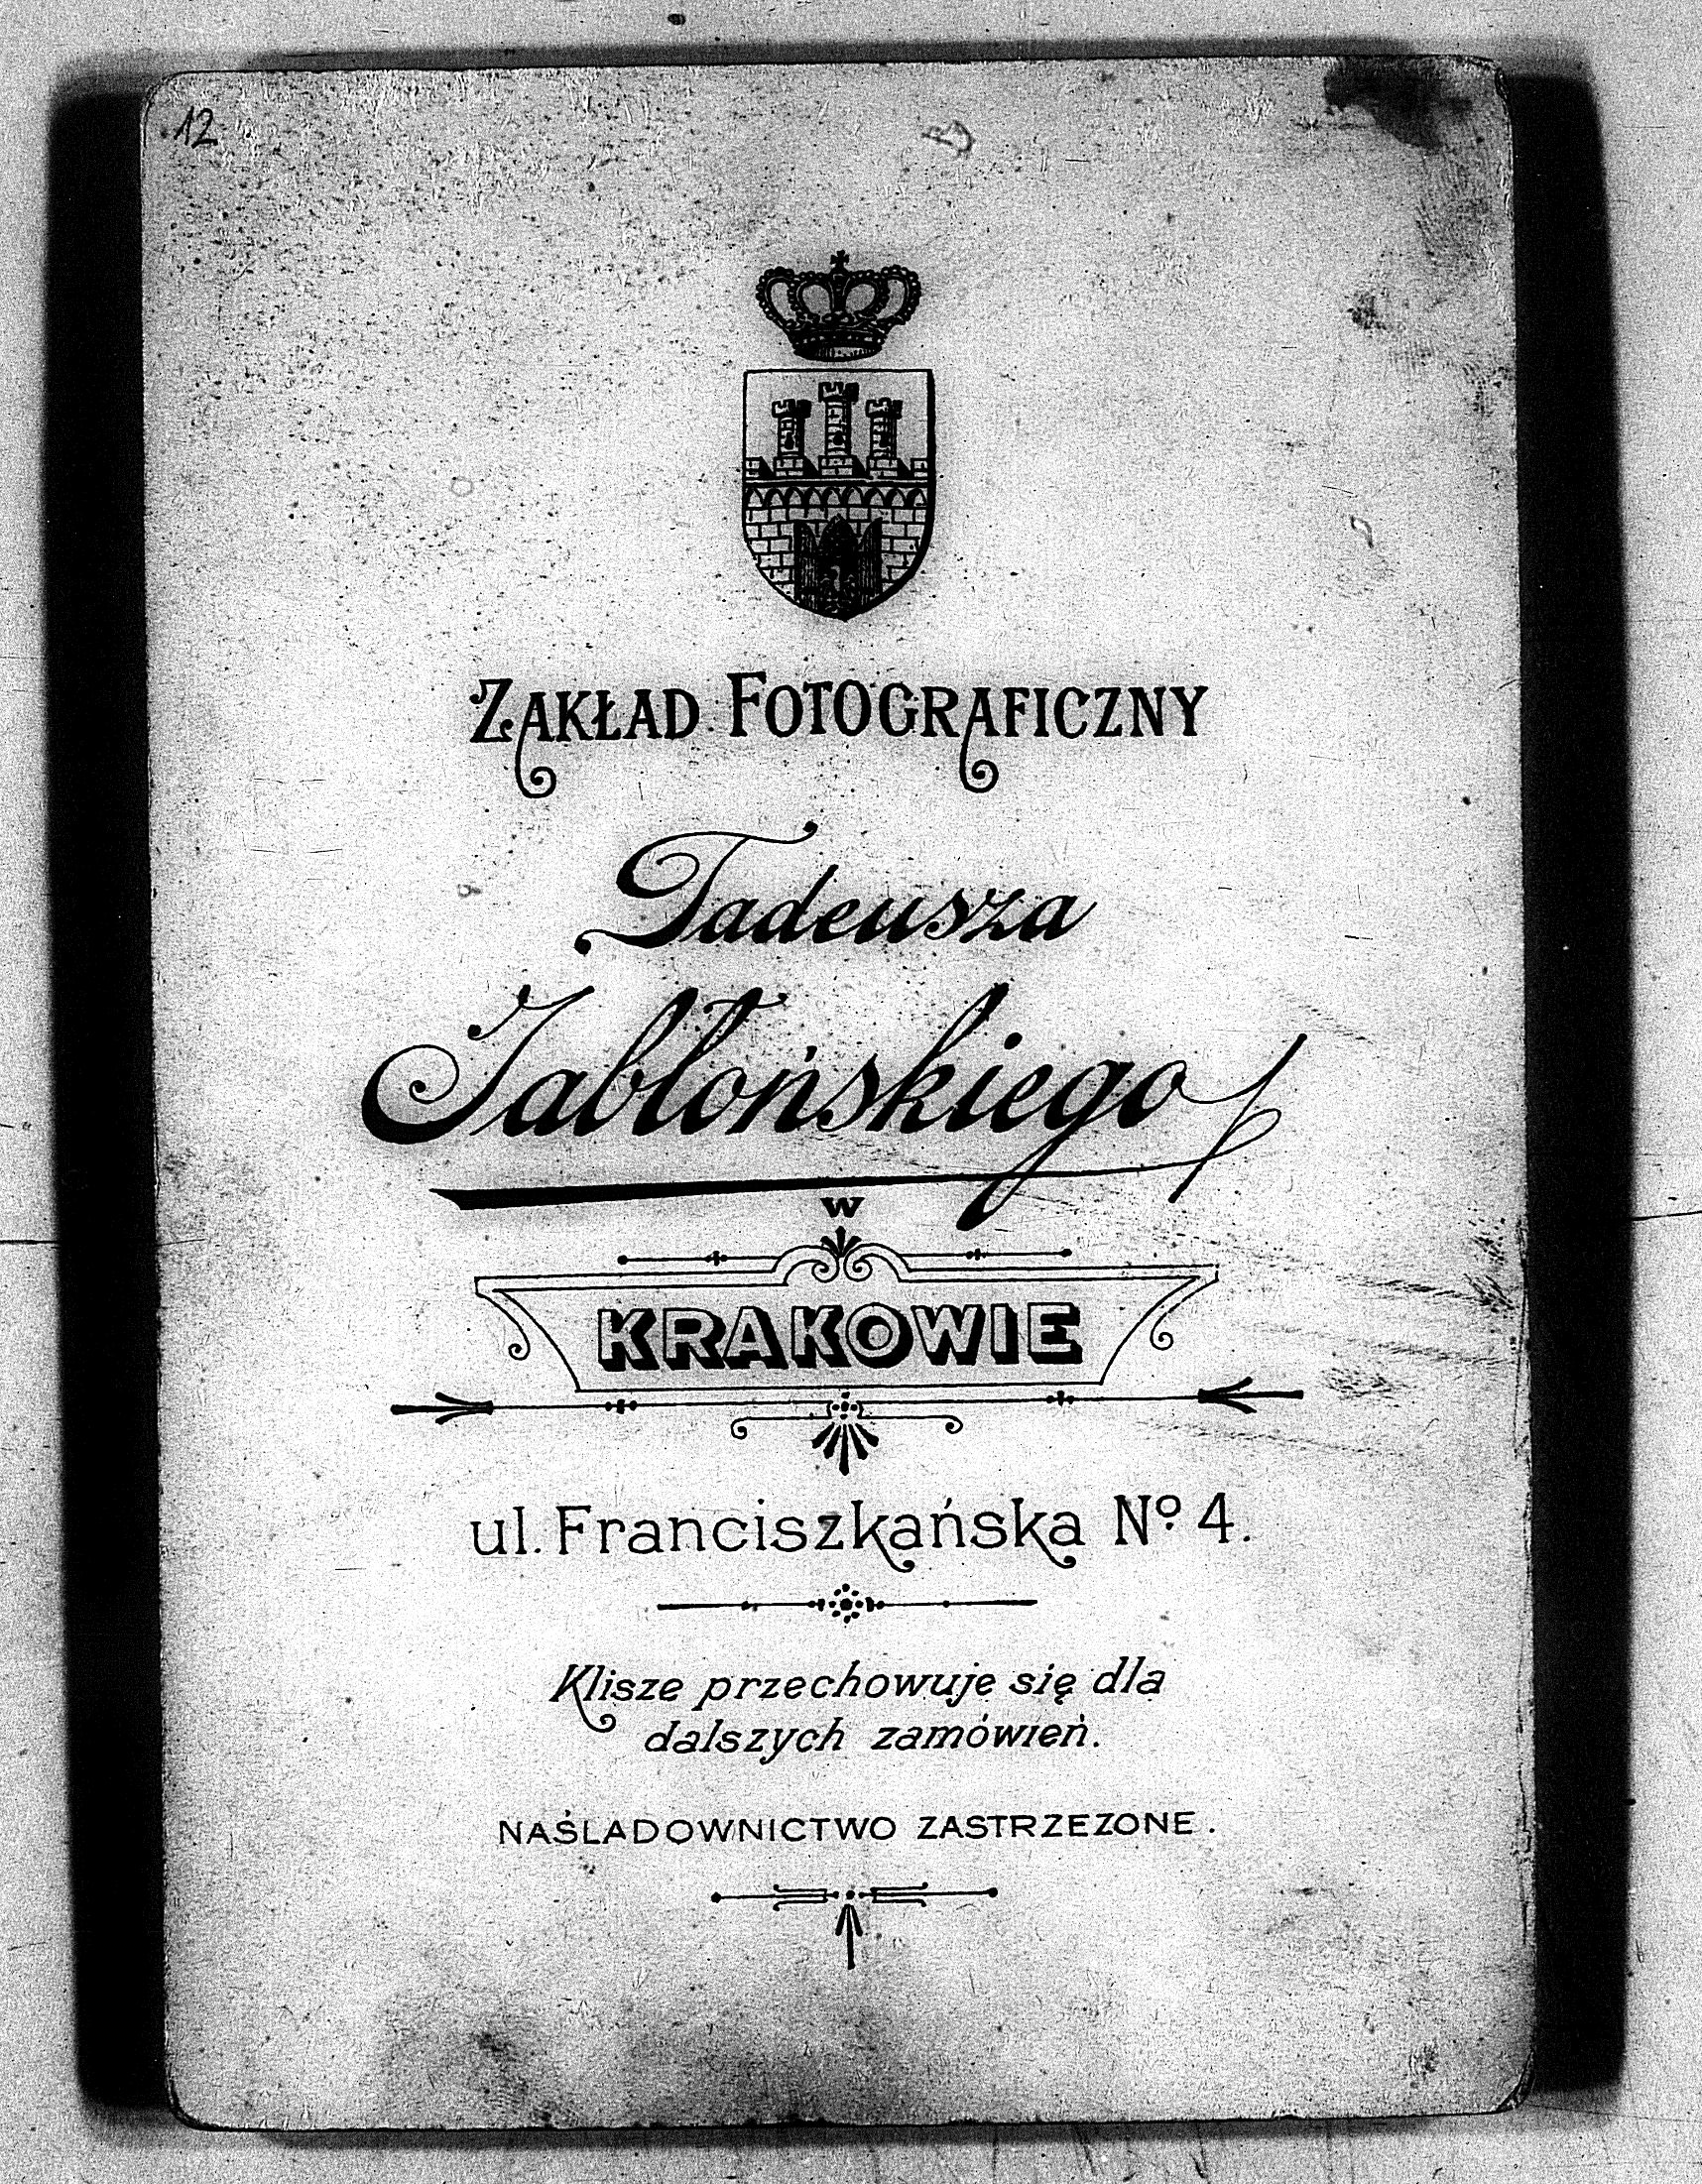 12
ZAKŁAD FOTOGRAFICZNY
Tadeusza
Jabłońskiego
w
KRAKOWIE
ul. Franciszkańska Nº 4.
Klisze przechowuje się dla
dalszych zamówień.
NAŚLADOWNICTWO ZASTRZEZONE.